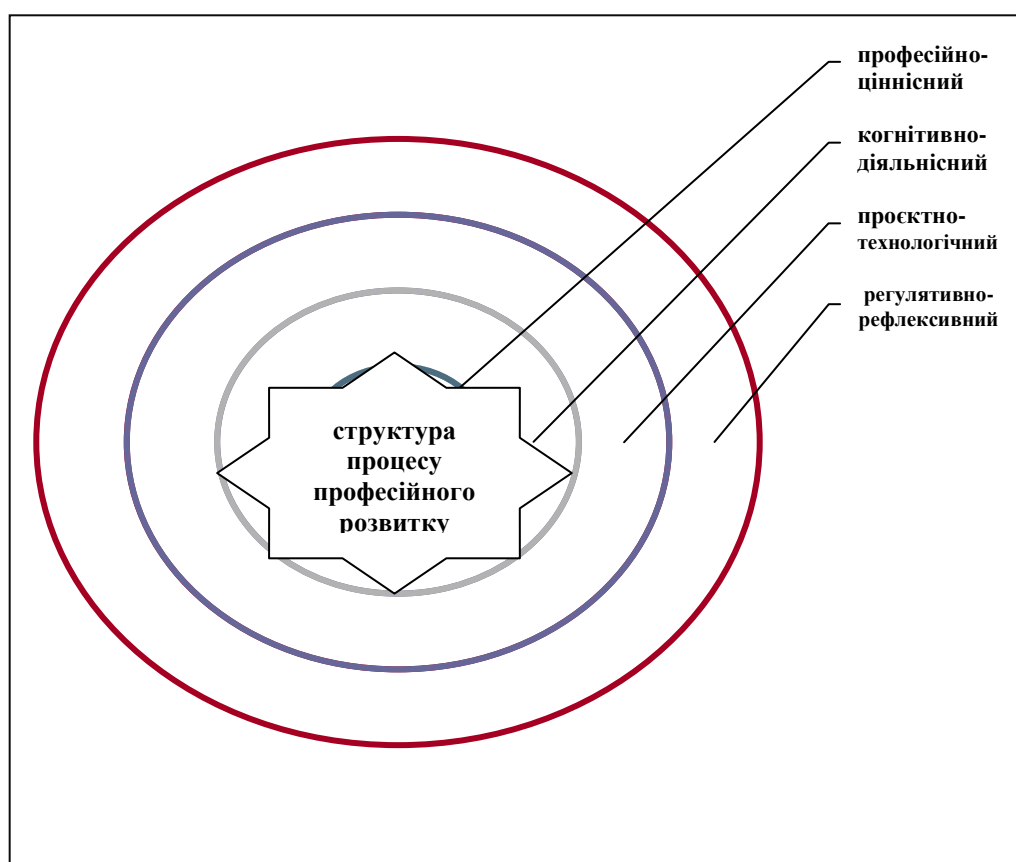 професійно-
ціннісний
когнітивно-
діяльнісний
проєктно-
технологічний
регулятивно-
рефлексивний
структура
процесу
професійного
розвитку